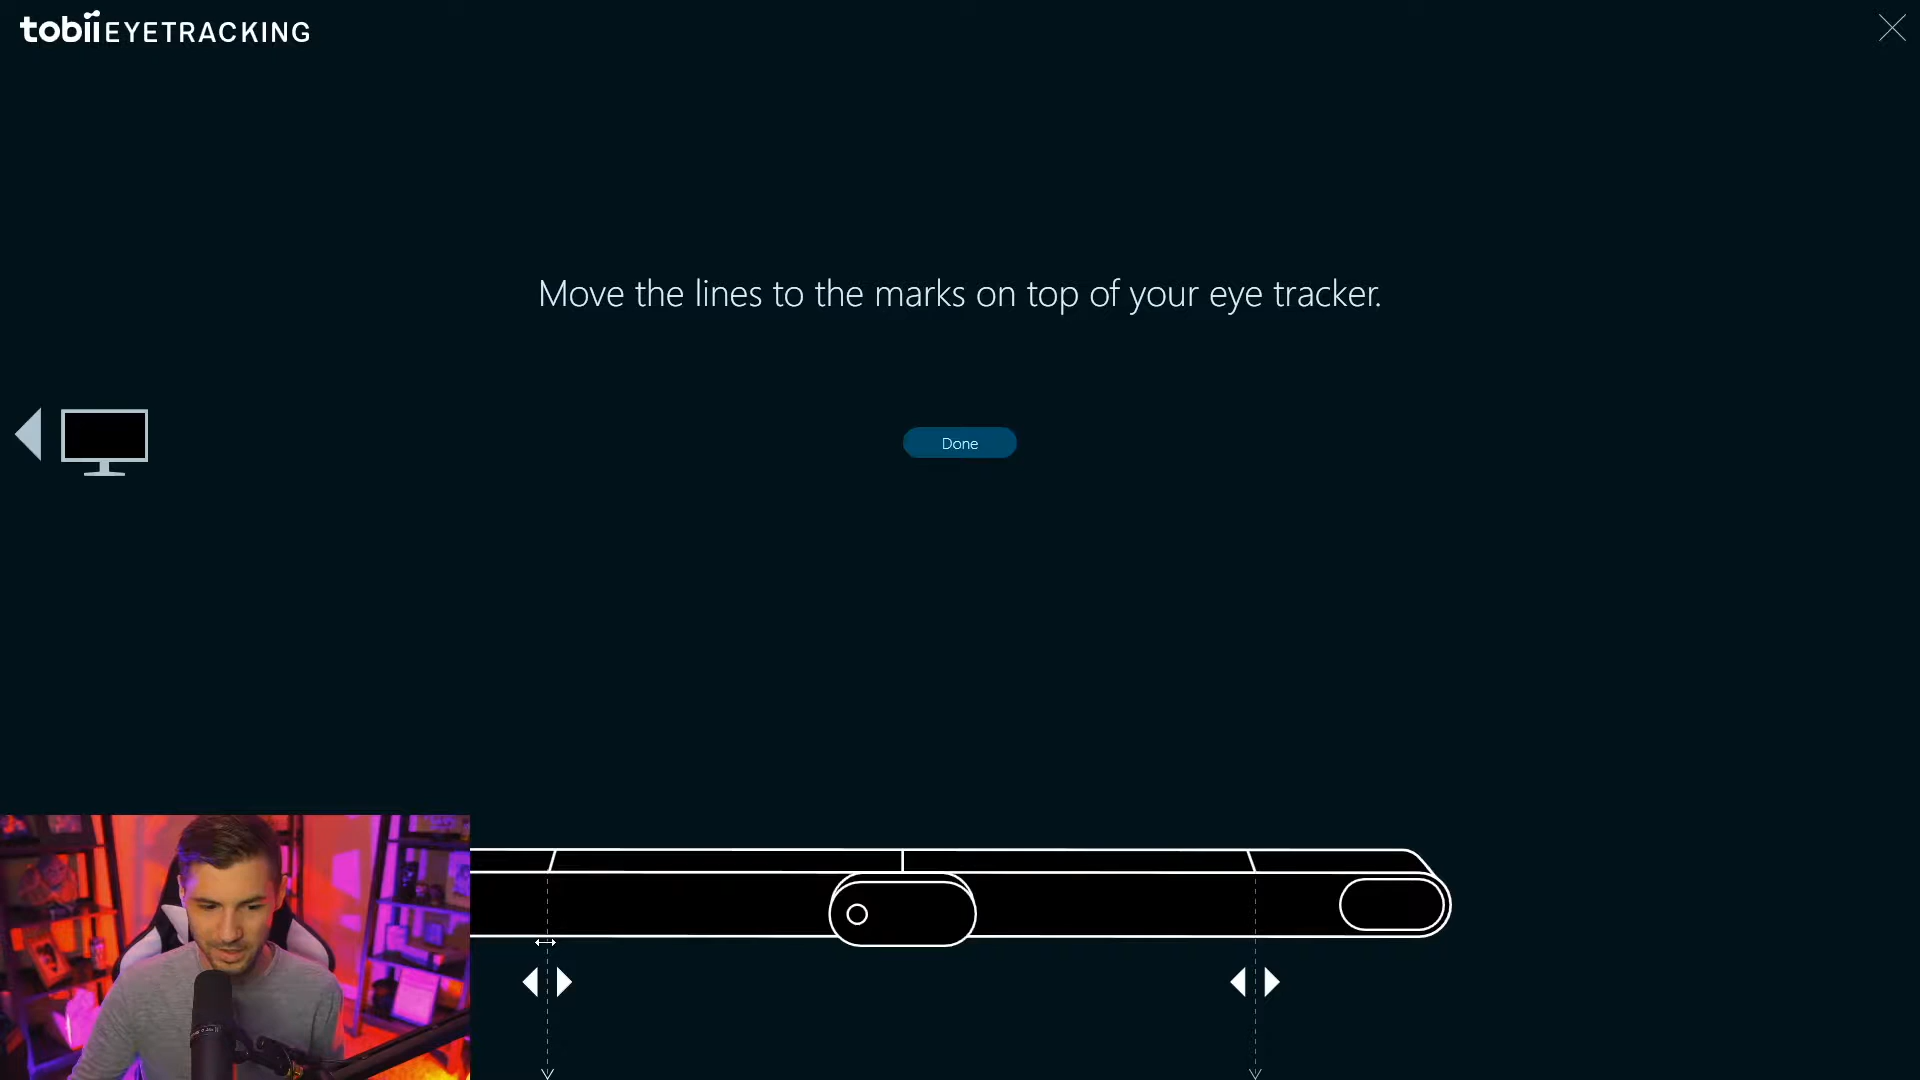 tobii EYETRACKING
Move the lines to the marks on top of your eye tracker.
Done